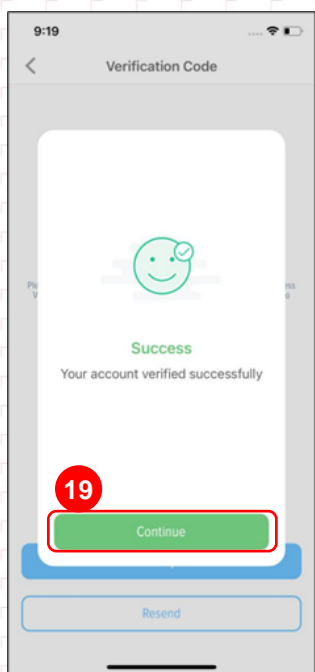 9:19
Verification Code
Success
Your account verified successfully
19
Continue
Resend